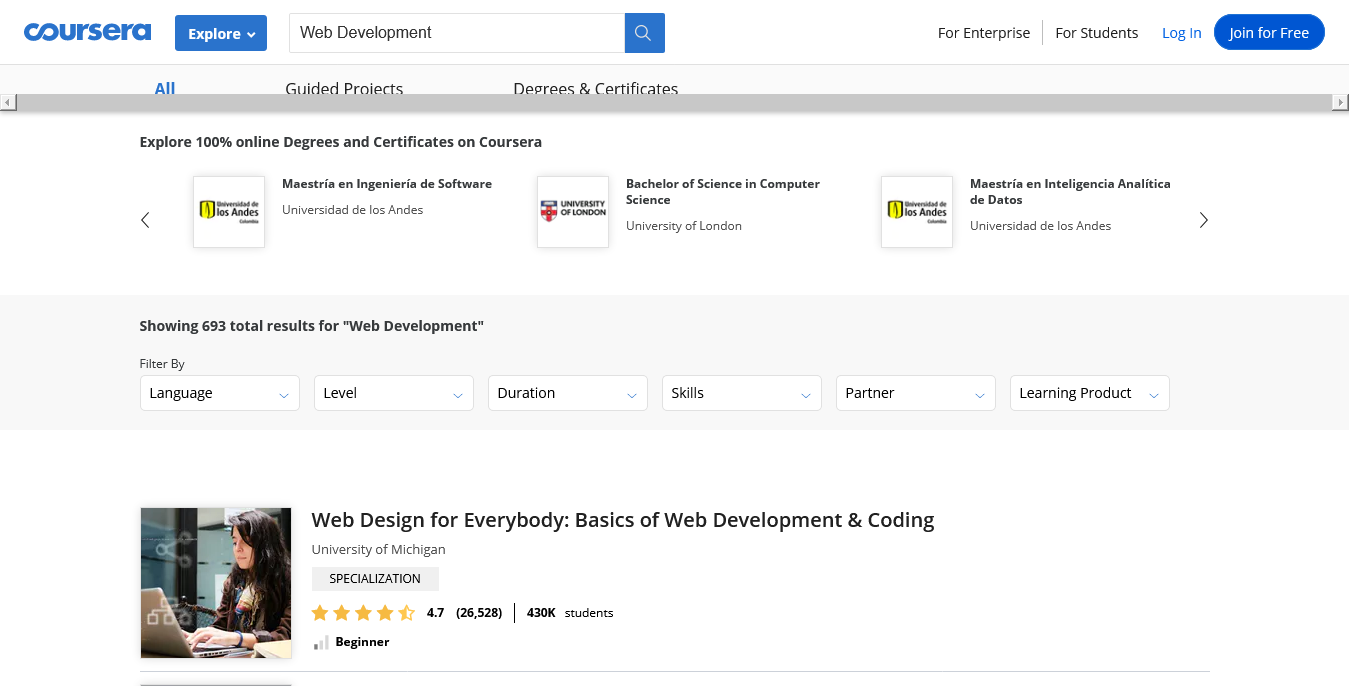 coursera
Explore
Web Development
For Enterprise
For Students
Log In
Join for Free
All
Guided Projects
Degrees & Certificates
Explore 100% online Degrees and Certificates on Coursera
Universidad de
los Andes
Colombia
Maestría en Ingeniería de Software
Universidad de los Andes
UNIVERSITY
OF LONDON
Bachelor of Science in Computer
Science
University of London
Universidad de
los Andes
Colombia
Maestría en Inteligencia Analítica
de Datos
Universidad de los Andes
Showing 693 total results for "Web Development"
Filter By
Language
Level
Duration
Skills
Partner
Learning Product
Web Design for Everybody: Basics of Web Development & Coding
University of Michigan
SPECIALIZATION
4.7 (26,528) 430K students
Beginner